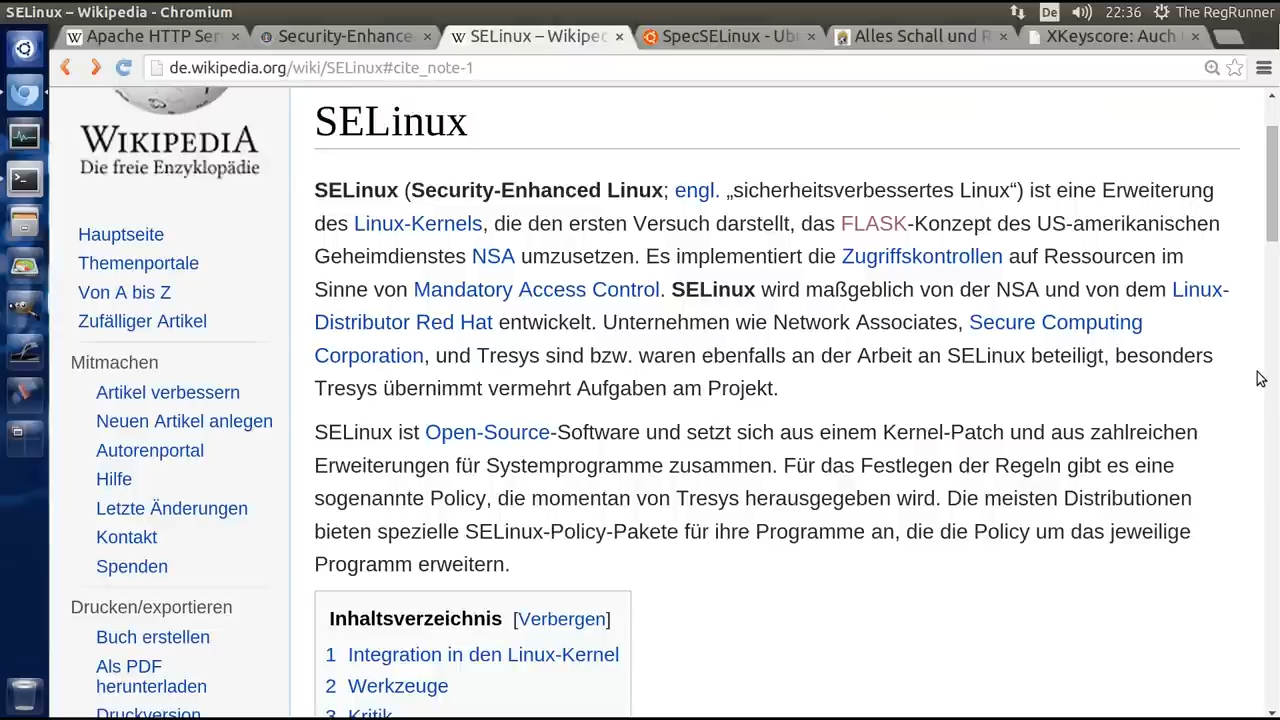 SELinux – Wikipedia - Chromium
De
22:36
The RegRunner
Apache HTTP Ser
Security-Enhance
SELinux – Wikiped
SpecSELinux - Ub
Alles Schall und R
XKeyscore: Auch
de.wikipedia.org/wiki/SELinux#cite_note-1
WIKIPEDIA
Die freie Enzyklopädie
Hauptseite
Themenportale
Von A bis Z
Zufälliger Artikel
Mitmachen
Artikel verbessern
Neuen Artikel anlegen
Autorenportal
Hilfe
Letzte Änderungen
Kontakt
Spenden
Drucken/exportieren
Buch erstellen
Als PDF
herunterladen
Druckversion
SELinux
SELinux (Security-Enhanced Linux; engl. „sicherheitsverbessertes Linux“) ist eine Erweiterung
des Linux-Kernels, die den ersten Versuch darstellt, das FLASK-Konzept des US-amerikanischen
Geheimdienstes NSA umzusetzen. Es implementiert die Zugriffskontrollen auf Ressourcen im
Sinne von Mandatory Access Control. SELinux wird maßgeblich von der NSA und von dem Linux-
Distributor Red Hat entwickelt. Unternehmen wie Network Associates, Secure Computing
Corporation, und Tresys sind bzw. waren ebenfalls an der Arbeit an SELinux beteiligt, besonders
Tresys übernimmt vermehrt Aufgaben am Projekt.
SELinux ist Open-Source-Software und setzt sich aus einem Kernel-Patch und aus zahlreichen
Erweiterungen für Systemprogramme zusammen. Für das Festlegen der Regeln gibt es eine
sogenannte Policy, die momentan von Tresys herausgegeben wird. Die meisten Distributionen
bieten spezielle SELinux-Policy-Pakete für ihre Programme an, die die Policy um das jeweilige
Programm erweitern.
Inhaltsverzeichnis [Verbergen]
1 Integration in den Linux-Kernel
2 Werkzeuge
3 Kritik